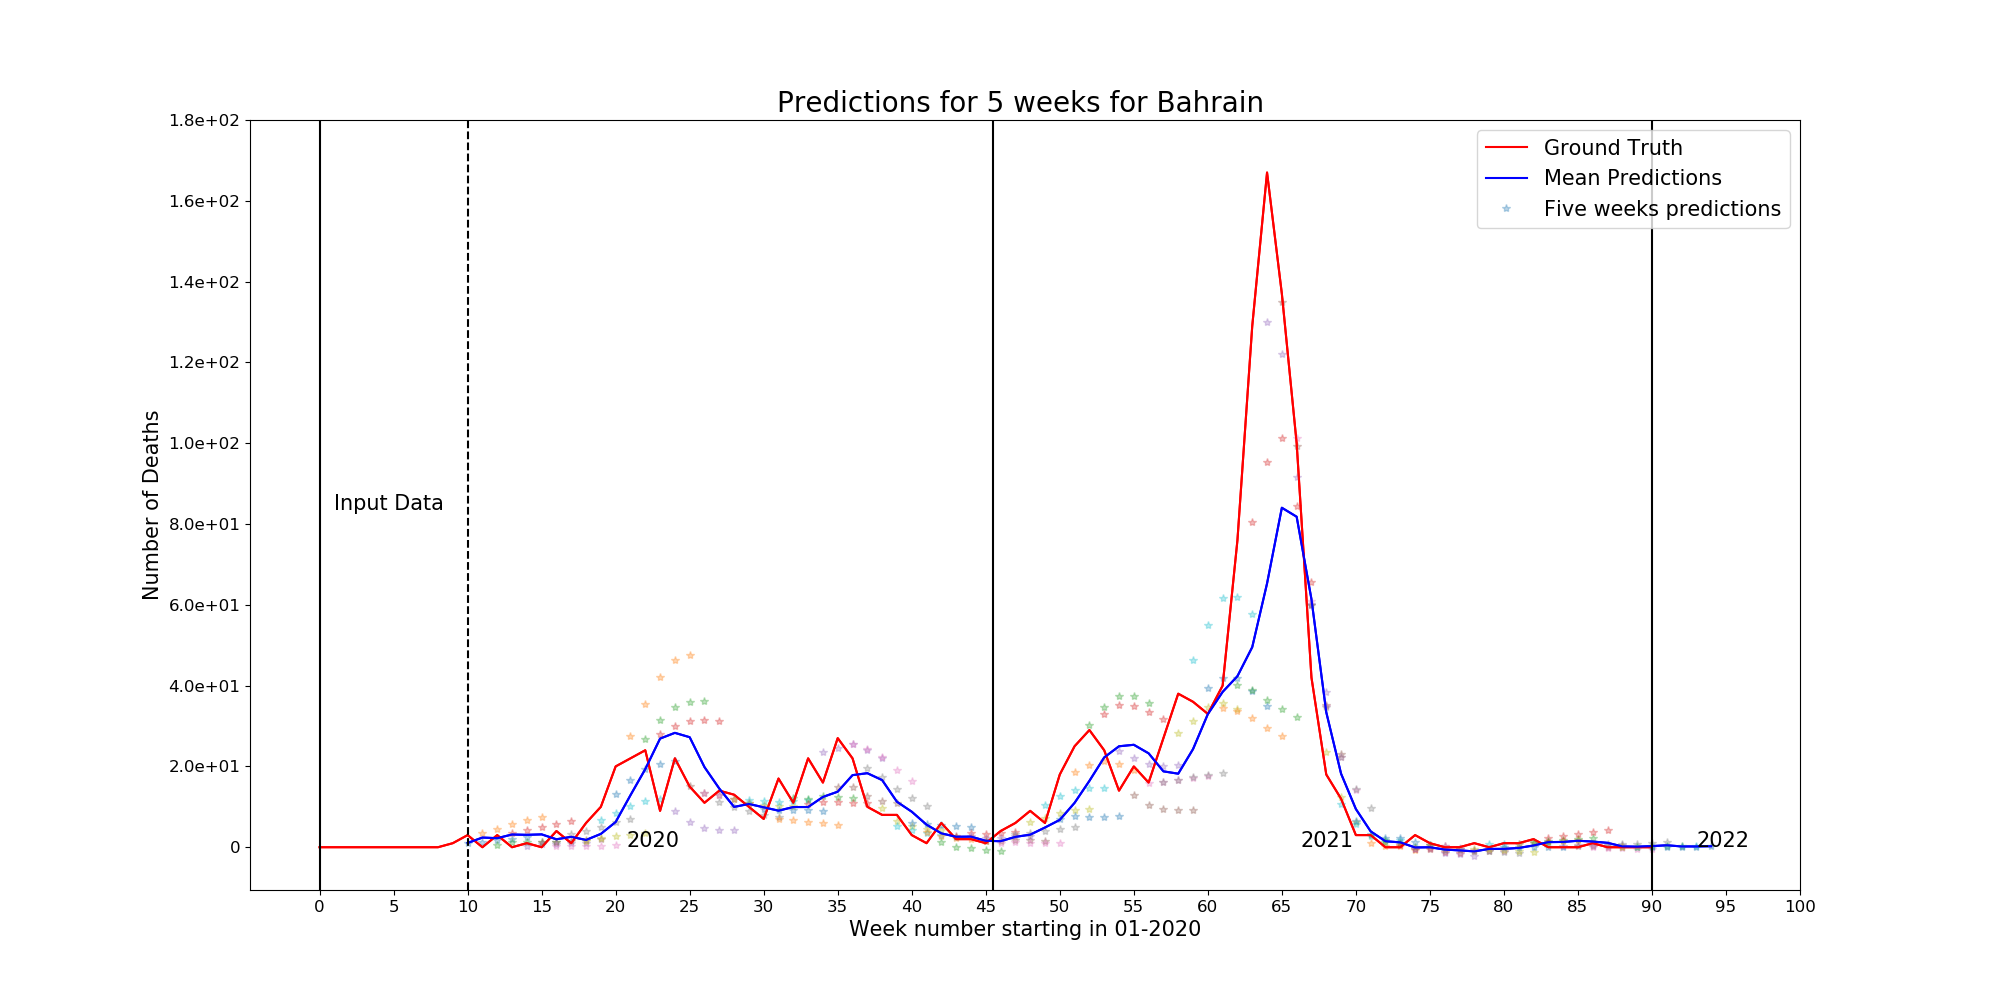 Predictions for 5 weeks for Bahrain
1.8e+02
1.6e+02
1.4e+02
1.2e+02
1.0e+02
8.0e+01
6.0e+01
4.0e+01
2.0e+01
0
Number of Deaths
Ground Truth
Mean Predictions
Five weeks predictions
Input Data
2020 2021 2022
0 5 10 15 20 25 30 35 40 45 50 55 60 65 70 75 80 85 90 95 100
Week number starting in 01-2020